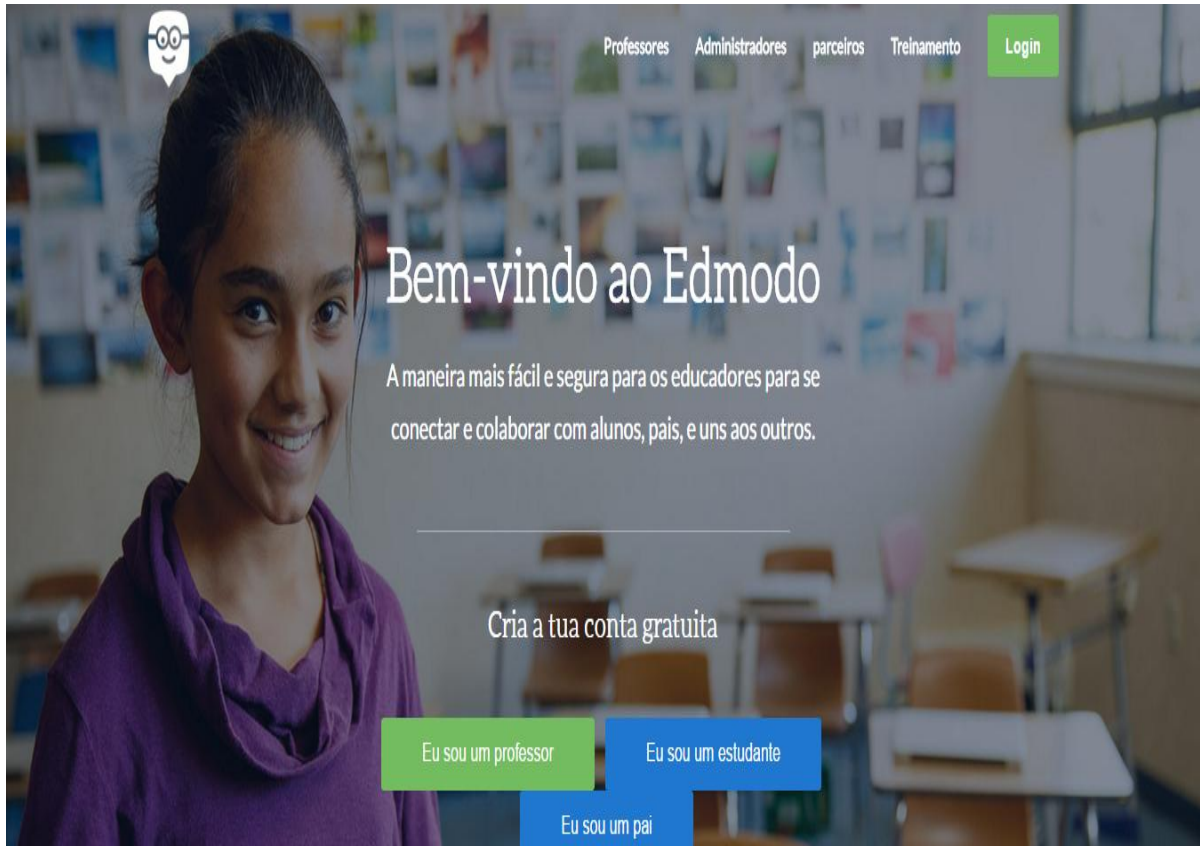 Professores Administradores parceiros Treinamento Login
Bem-vindo ao Edmodo
A maneira mais fácil e segura para os educadores para se
conectar e colaborar com alunos, pais, e uns aos outros.
Cria a tua conta gratuita
Eu sou um professor Eu sou um estudante
Eu sou um pai